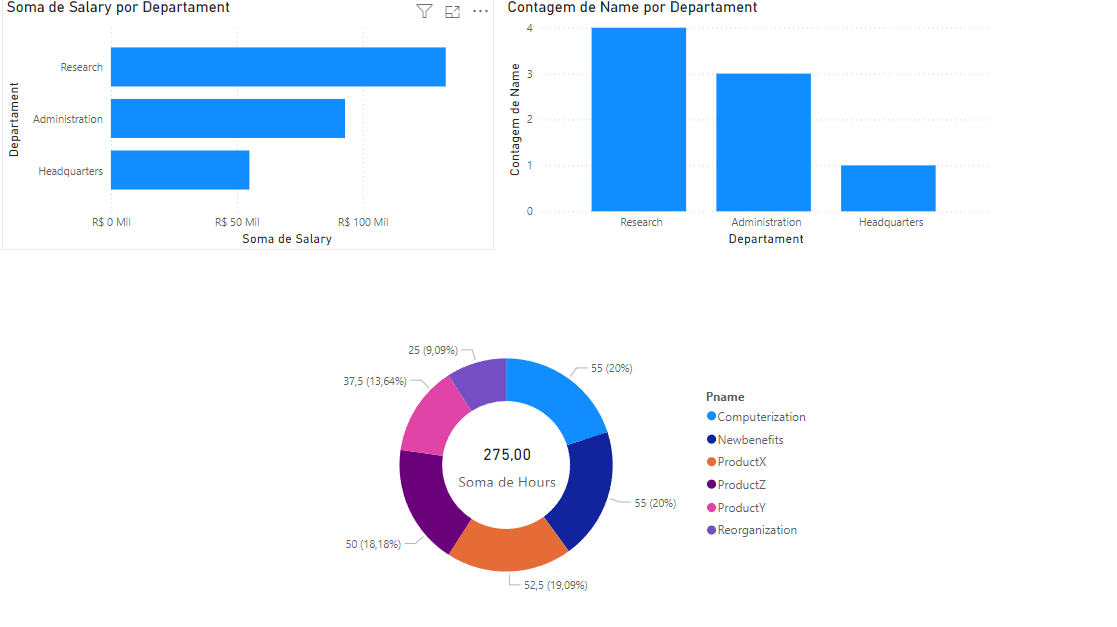 Soma de Salary por Departament
Departament
Research
Administration
Headquarters
R$ 0 Mil
R$ 50 Mil
R$ 100 Mil
Soma de Salary
Contagem de Name por Departament
Contagem de Name
4
3
2
1
0
Research
Administration
Headquarters
Departament
25 (9,09%)
55 (20%)
37,5 (13,64%)
275,00
Soma de Hours
55 (20%)
50 (18,18%)
52,5 (19,09%)
Pname
Computerization
Newbenefits
ProductX
ProductZ
ProductY
Reorganization